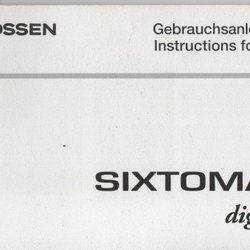 OSSEN
Gebrauchsanle
Instructions fo
SIXTOMA
dig